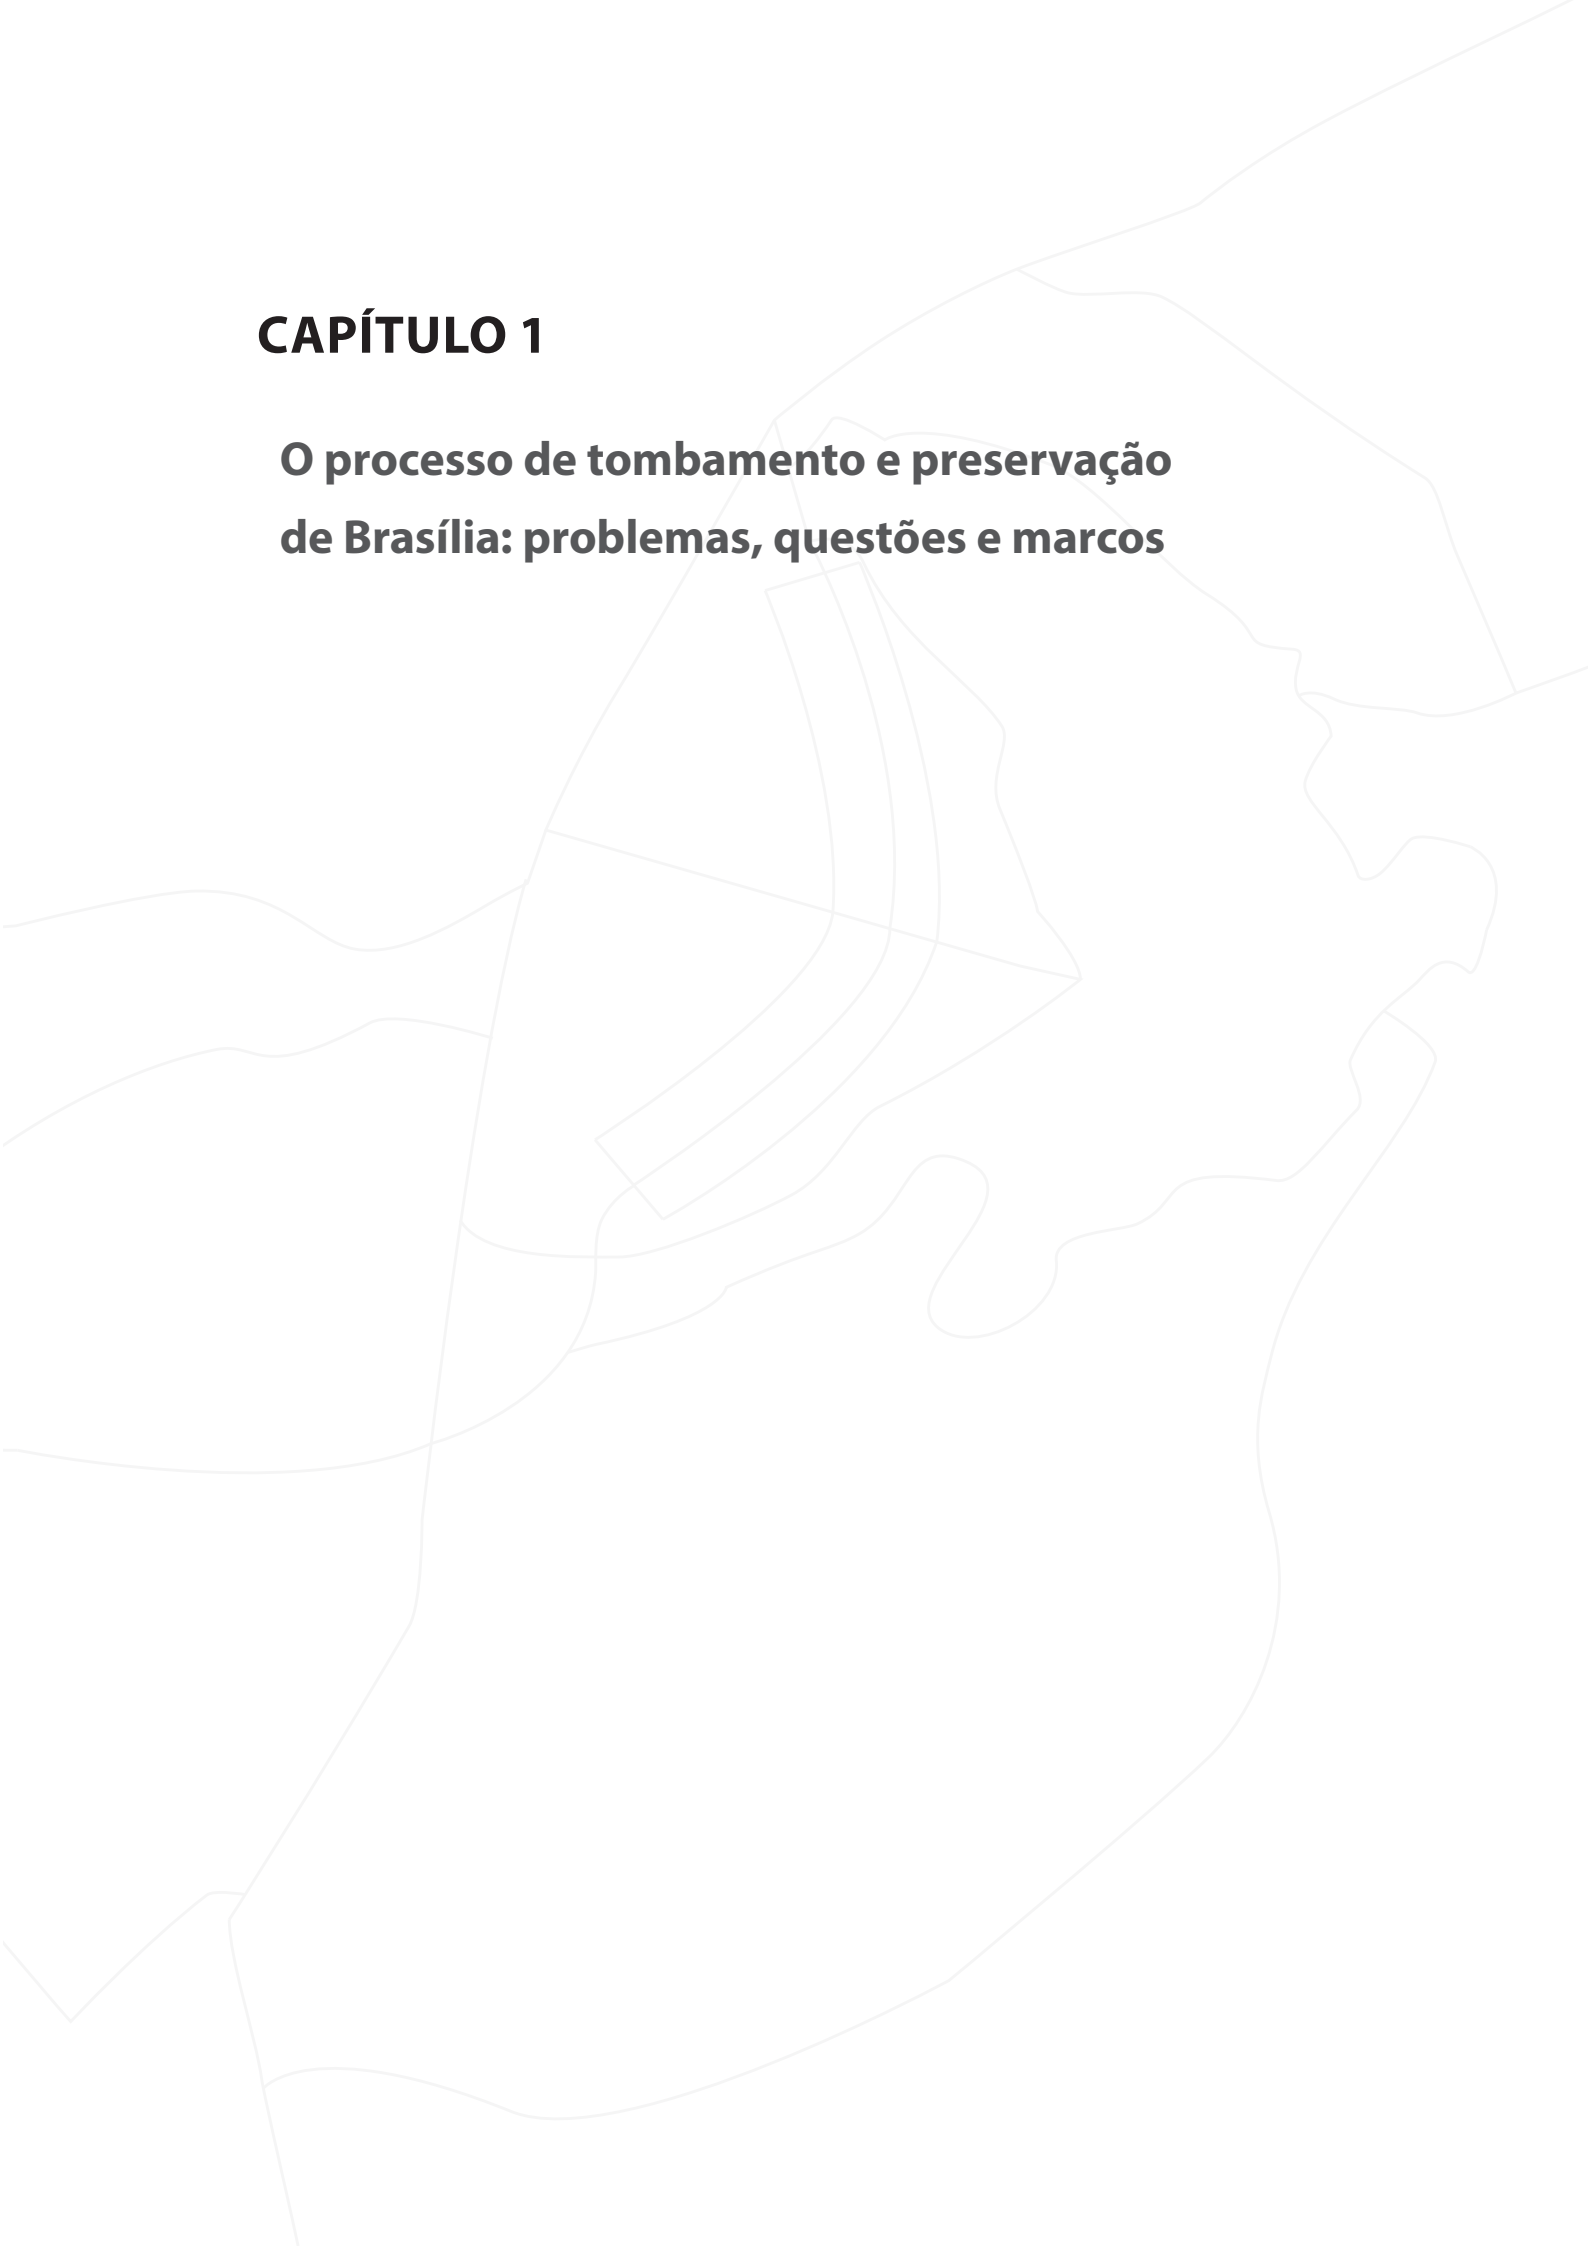 CAPÍTULO 1
O processo de tombamento e preservação
de Brasília: problemas, questões e marcos